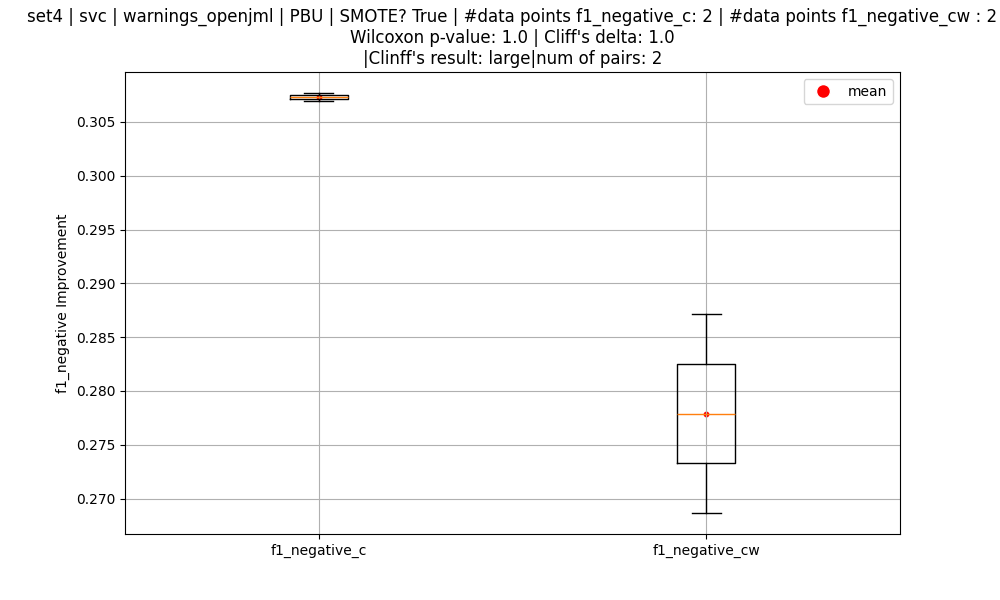 set4 | svc | warnings_openjml | PBU | SMOTE? True | #data points f1_negative_c: 2 | #data points f1_negative_cw : 2
Wilcoxon p-value: 1.0 | Cliff's delta: 1.0
|Clinff's result: large|num of pairs: 2
mean
0.305
0.300
0.295
0.290
0.285
0.280
0.275
0.270
f1_negative Improvement
f1_negative_c
f1_negative_cw